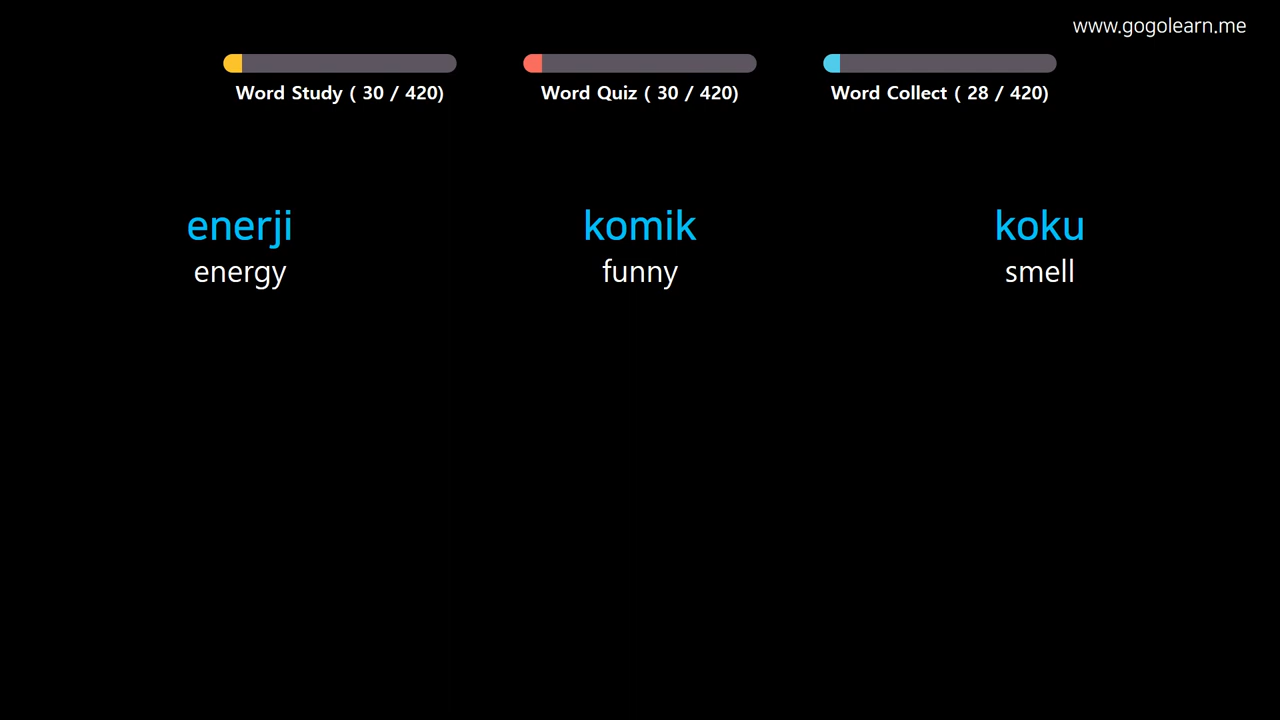 www.gogolearn.me
Word Study ( 30 / 420)
Word Quiz ( 30 / 420)
Word Collect ( 28 / 420)
enerji
energy
komik
funny
koku
smell